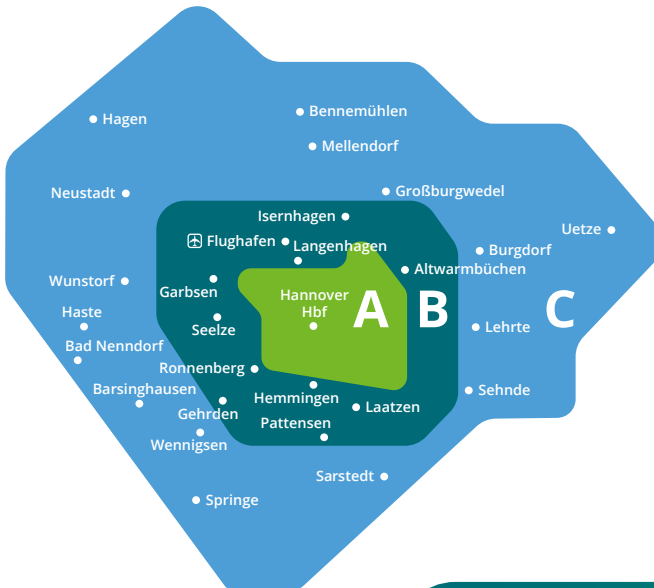 Bennemühlen
Hagen
Mellendorf
Neustadt
Großburgwedel
Isernhagen
Uetze
Flughafen
Langenhagen
Burgdorf
Altwarmbüchen
Wunstorf
Garbsen
Hannover
Hbf
A
B
C
Haste
Seelze
Lehrte
Bad Nenndorf
Ronnenberg
Barsinghausen
Hemmingen
Sehnde
Gehrden
Laatzen
Pattensen
Wennigsen
Sarstedt
Springe